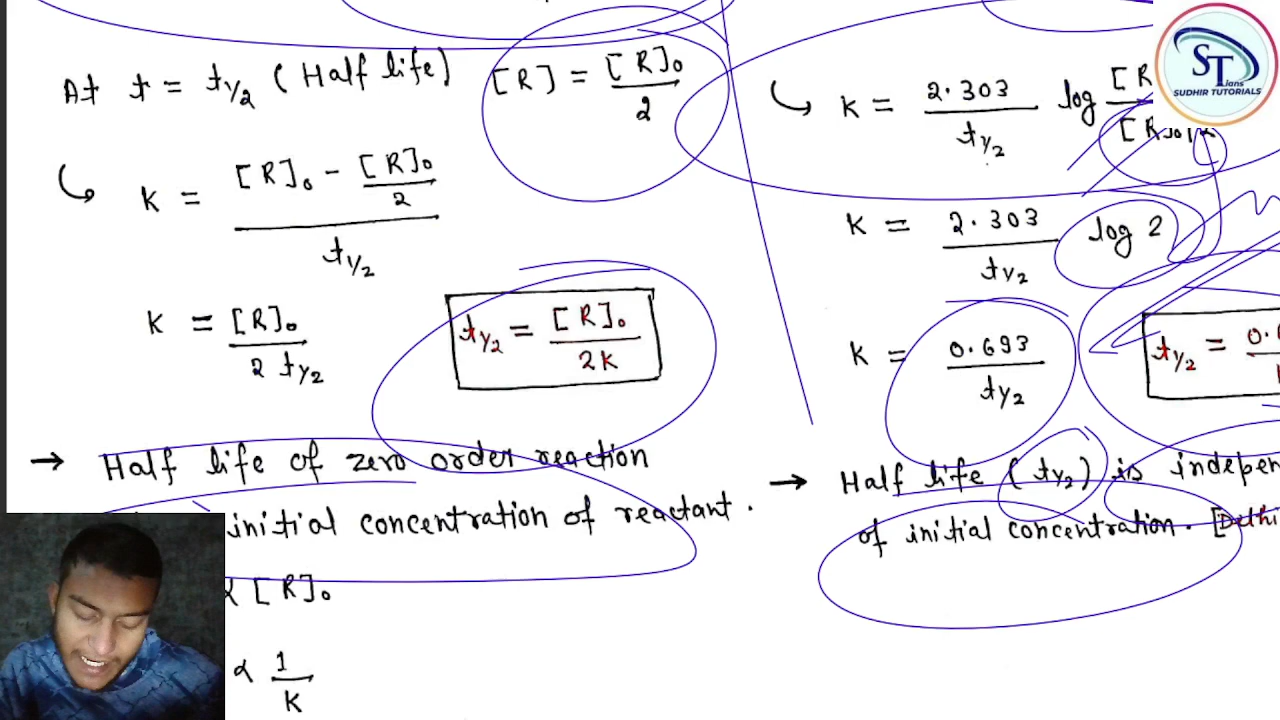 At t = t1/2 (Half life) [R] = [R]₀/2
K = [R]₀ - [R]₀/2 / t1/2
K = [R]₀ / 2 t1/2
t1/2 = [R]₀ / 2K
→ Half life of zero order reaction
initial concentration of reactant.
∝ [R]₀
∝ 1/K
K = 2.303 / t1/2 log [R
K = 2.303 / t1/2 log 2
K = 0.693 / t1/2
t1/2 =
→ Half life (t1/2) is indepen
of initial concentration. [Delhi
ST
ians
SUDHIR TUTORIALS